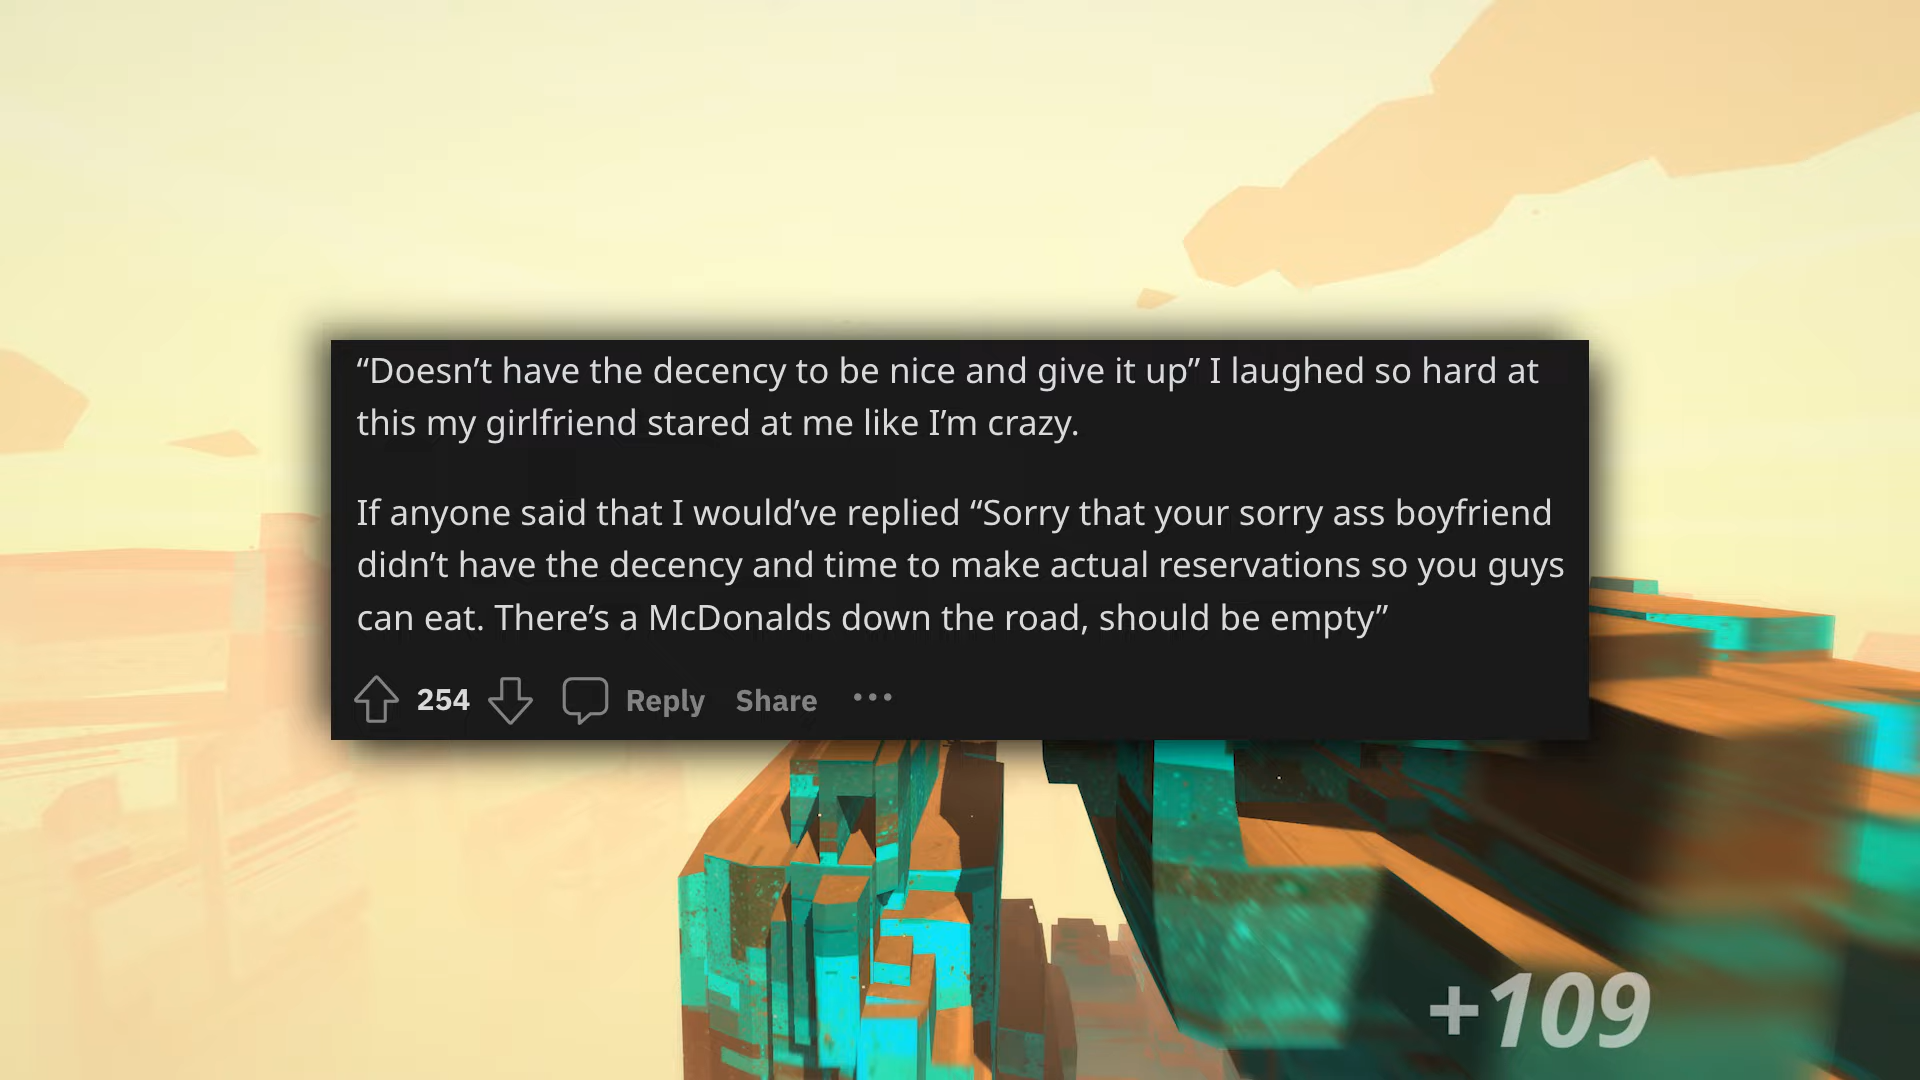 “Doesn’t have the decency to be nice and give it up” I laughed so hard at
this my girlfriend stared at me like I’m crazy.
If anyone said that I would’ve replied “Sorry that your sorry ass boyfriend
didn’t have the decency and time to make actual reservations so you guys
can eat. There’s a McDonalds down the road, should be empty”
254 Reply Share ···
+109